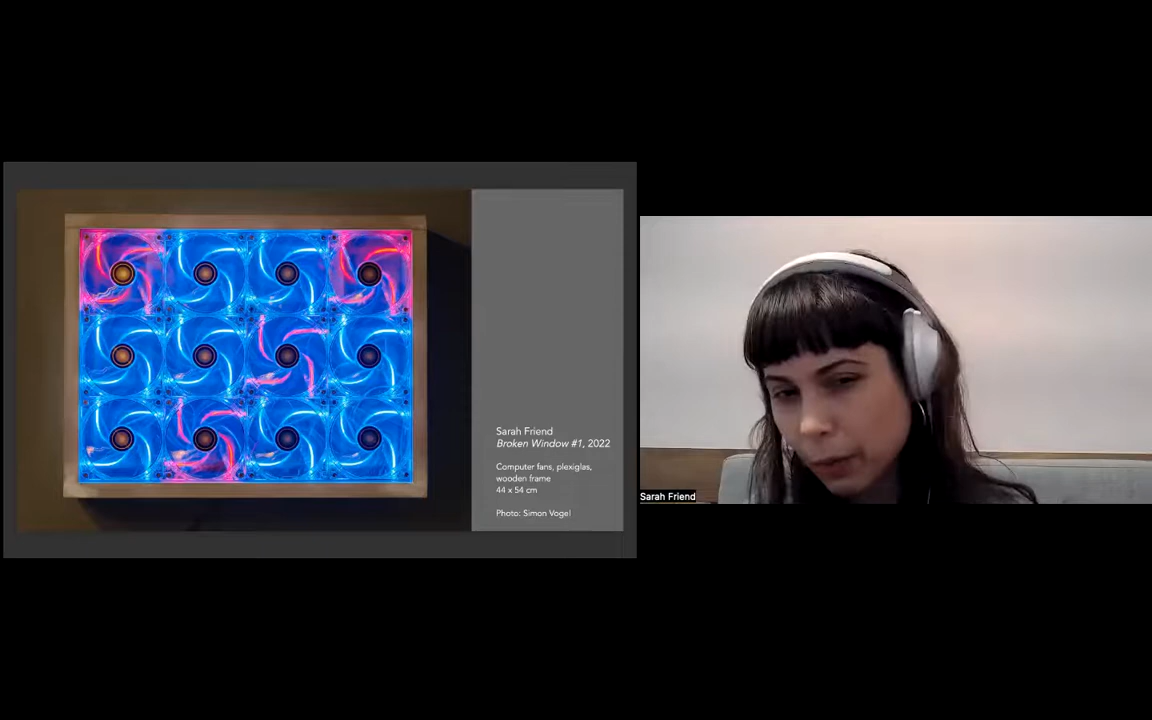 Sarah Friend
Broken Window #1, 2022
Computer fans, plexiglas,
wooden frame
44 x 54 cm
Photo: Simon Vogel
Sarah Friend